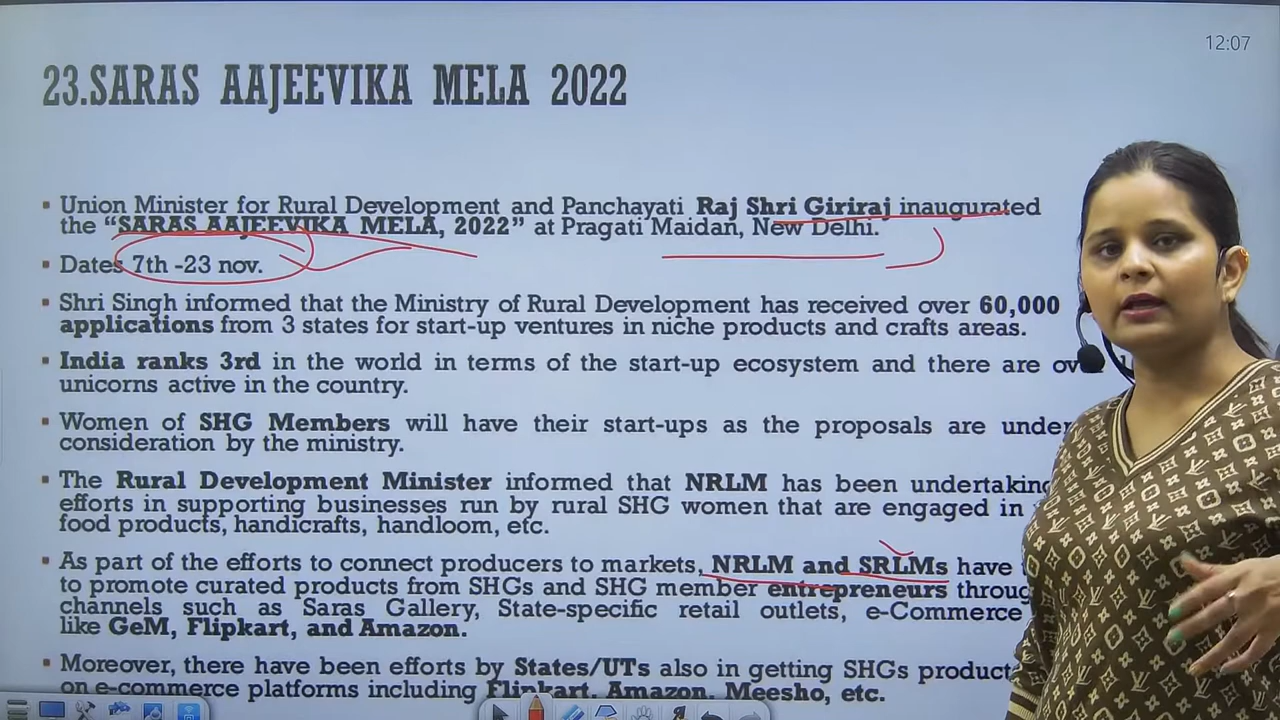 12:07
23.SARAS AAJEEVIKA MELA 2022
▪ Union Minister for Rural Development and Panchayati Raj Shri Giriraj inaugurated
the “SARAS AAJEEVIKA MELA, 2022” at Pragati Maidan, New Delhi.
▪ Dates 7th -23 nov.
▪ Shri Singh informed that the Ministry of Rural Development has received over 60,000
applications from 3 states for start-up ventures in niche products and crafts areas.
▪ India ranks 3rd in the world in terms of the start-up ecosystem and there are
unicorns active in the country.
▪ Women of SHG Members will have their start-ups as the proposals are under
consideration by the ministry.
▪ The Rural Development Minister informed that NRLM has been undertaking
efforts in supporting businesses run by rural SHG women that are engaged in
food products, handicrafts, handloom, etc.
▪ As part of the efforts to connect producers to markets, NRLM and SRLMs have
to promote curated products from SHGs and SHG member entrepreneurs
channels such as Saras Gallery, State-specific retail outlets, e-Commerce
like GeM, Flipkart, and Amazon.
▪ Moreover, there have been efforts by States/UTs also in getting SHGs
on e-commerce platforms including Flipkart, Amazon, Meesho, etc.